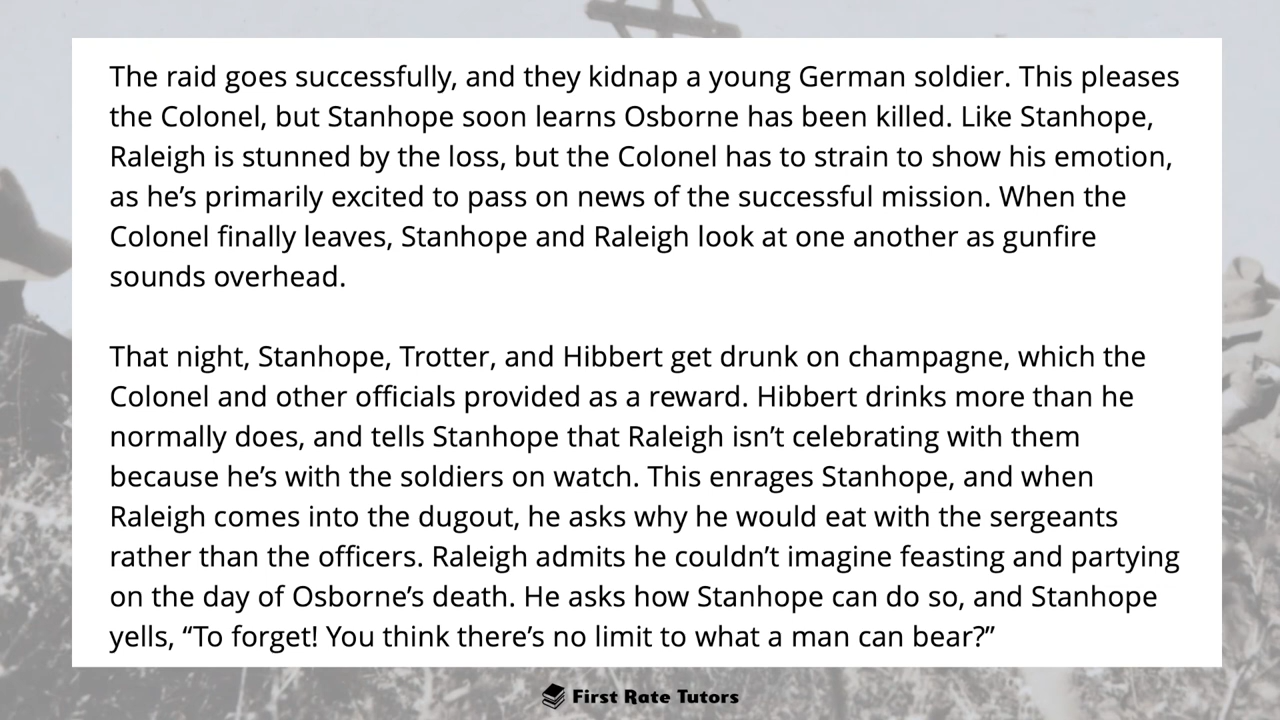 The raid goes successfully, and they kidnap a young German soldier. This pleases
the Colonel, but Stanhope soon learns Osborne has been killed. Like Stanhope,
Raleigh is stunned by the loss, but the Colonel has to strain to show his emotion,
as he’s primarily excited to pass on news of the successful mission. When the
Colonel finally leaves, Stanhope and Raleigh look at one another as gunfire
sounds overhead.
That night, Stanhope, Trotter, and Hibbert get drunk on champagne, which the
Colonel and other officials provided as a reward. Hibbert drinks more than he
normally does, and tells Stanhope that Raleigh isn’t celebrating with them
because he’s with the soldiers on watch. This enrages Stanhope, and when
Raleigh comes into the dugout, he asks why he would eat with the sergeants
rather than the officers. Raleigh admits he couldn’t imagine feasting and partying
on the day of Osborne’s death. He asks how Stanhope can do so, and Stanhope
yells, “To forget! You think there’s no limit to what a man can bear?”
First Rate Tutors